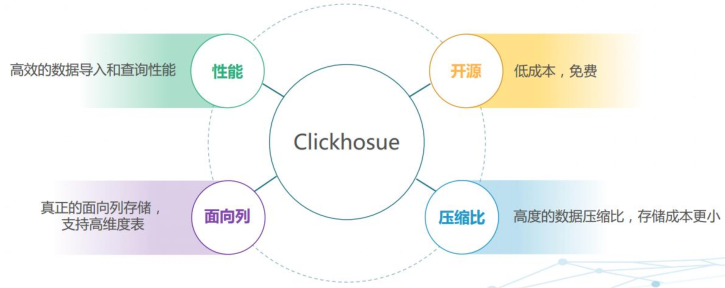 高效的数据导入和查询性能
性能
开源
低成本，免费
Clickhosue
真正的面向列存储，
支持高维度表
面向列
压缩比
高度的数据压缩比，存储成本更小